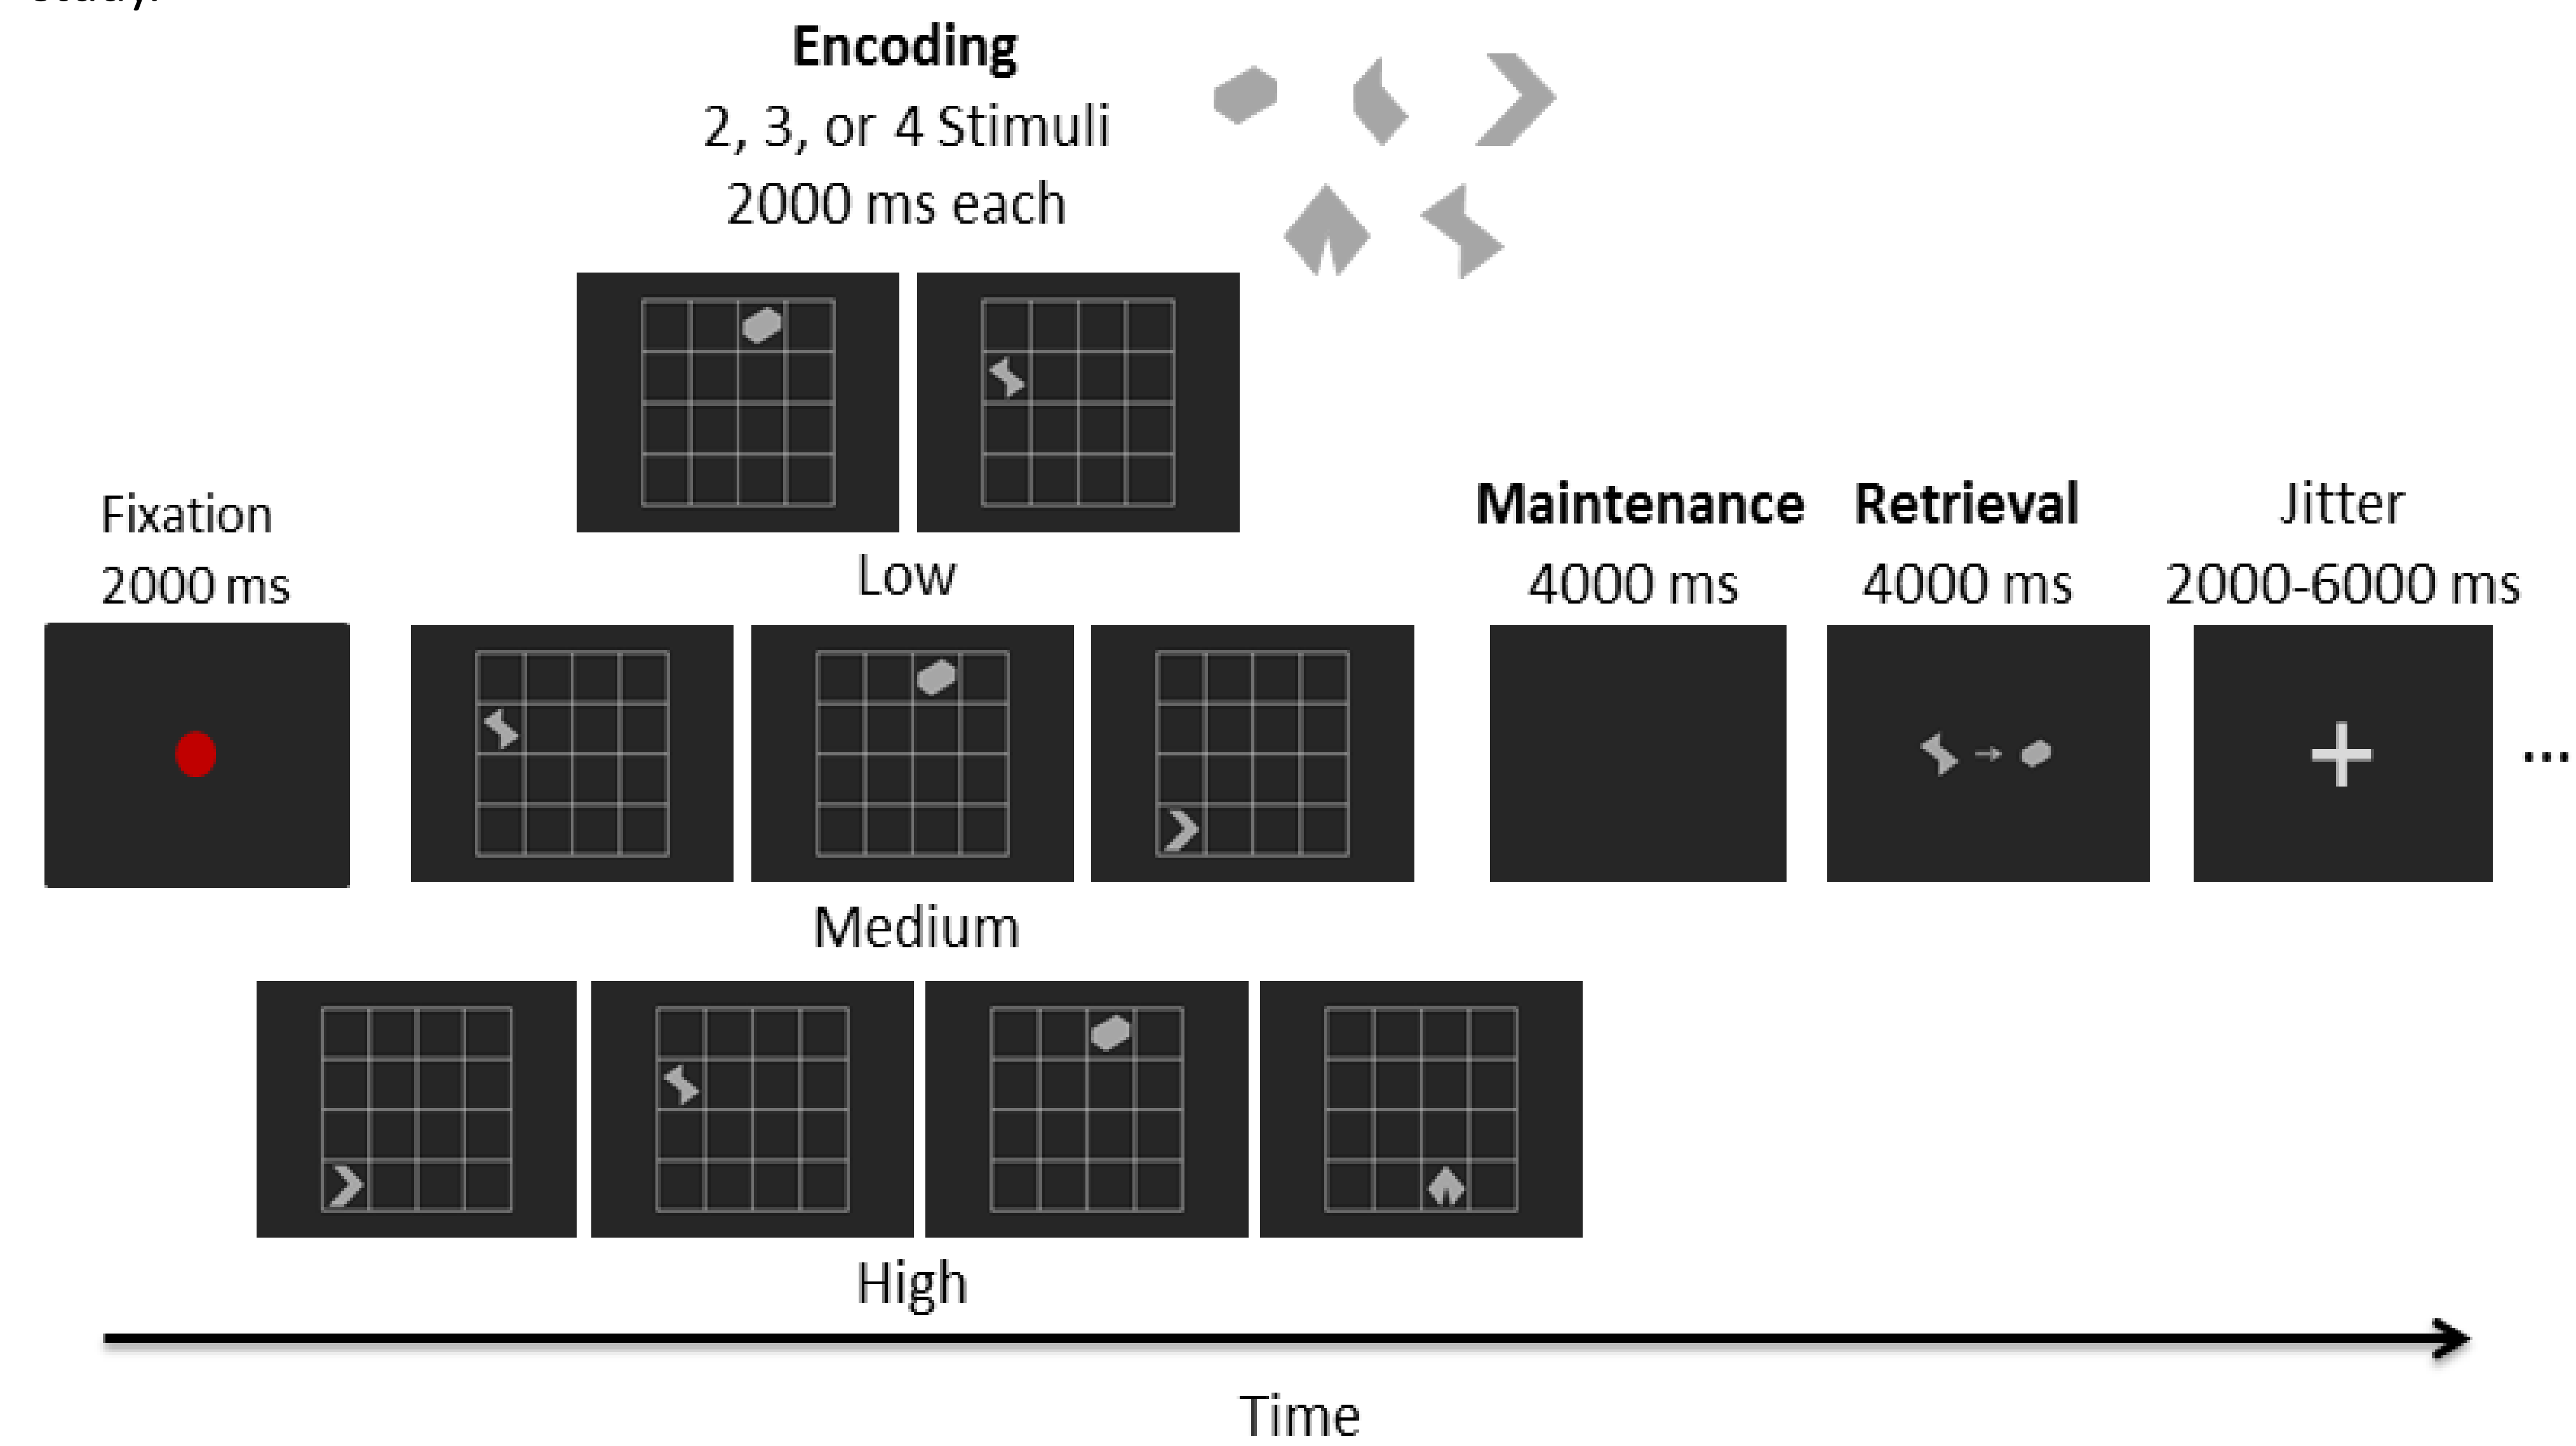 study.
Encoding
2, 3, or 4 Stimuli
2000 ms each
Fixation
2000 ms
Low
Maintenance
4000 ms
Retrieval
4000 ms
Jitter
2000-6000 ms
...
Medium
High
Time